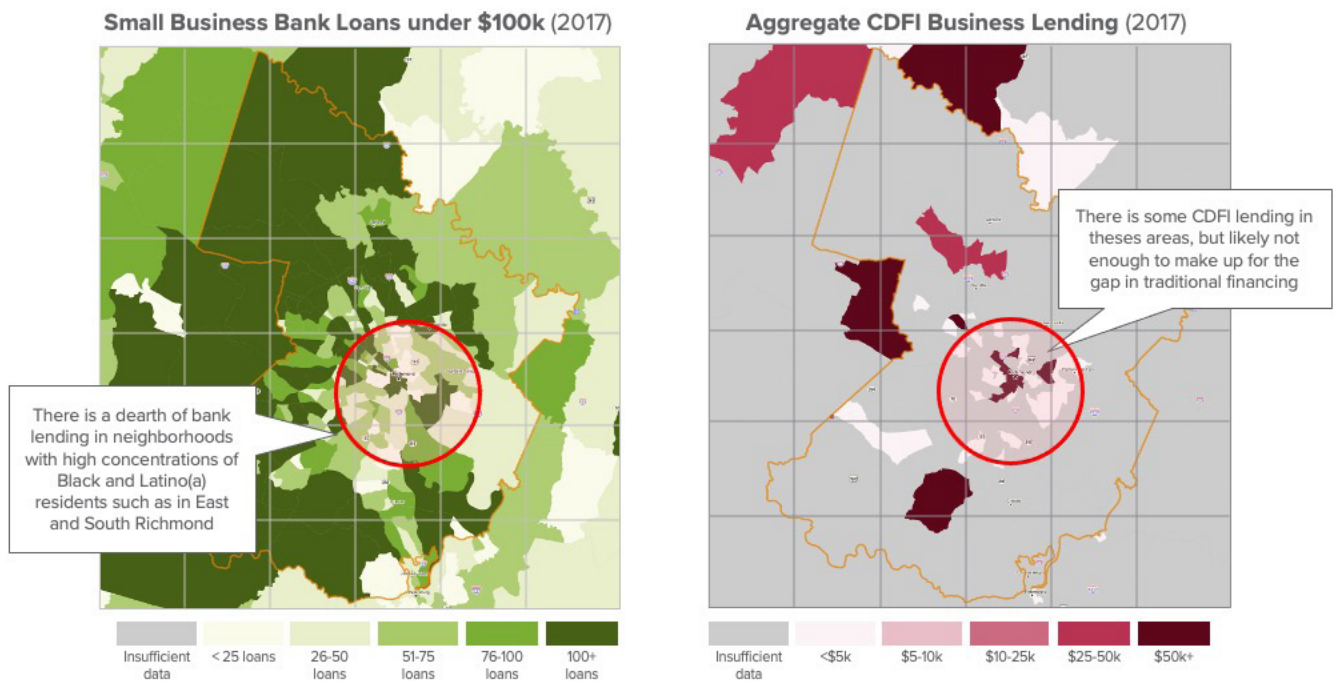 Small Business Bank Loans under $100k (2017)
There is a dearth of bank
lending in neighborhoods
with high concentrations of
Black and Latino(a)
residents such as in East
and South Richmond
Insufficient
data
< 25 loans
26-50
loans
51-75
loans
76-100
loans
100+
loans
Aggregate CDFI Business Lending (2017)
There is some CDFI lending in
theses areas, but likely not
enough to make up for the
gap in traditional financing
Insufficient
data
<$5k
$5-10k
$10-25k
$25-50k
$50k+